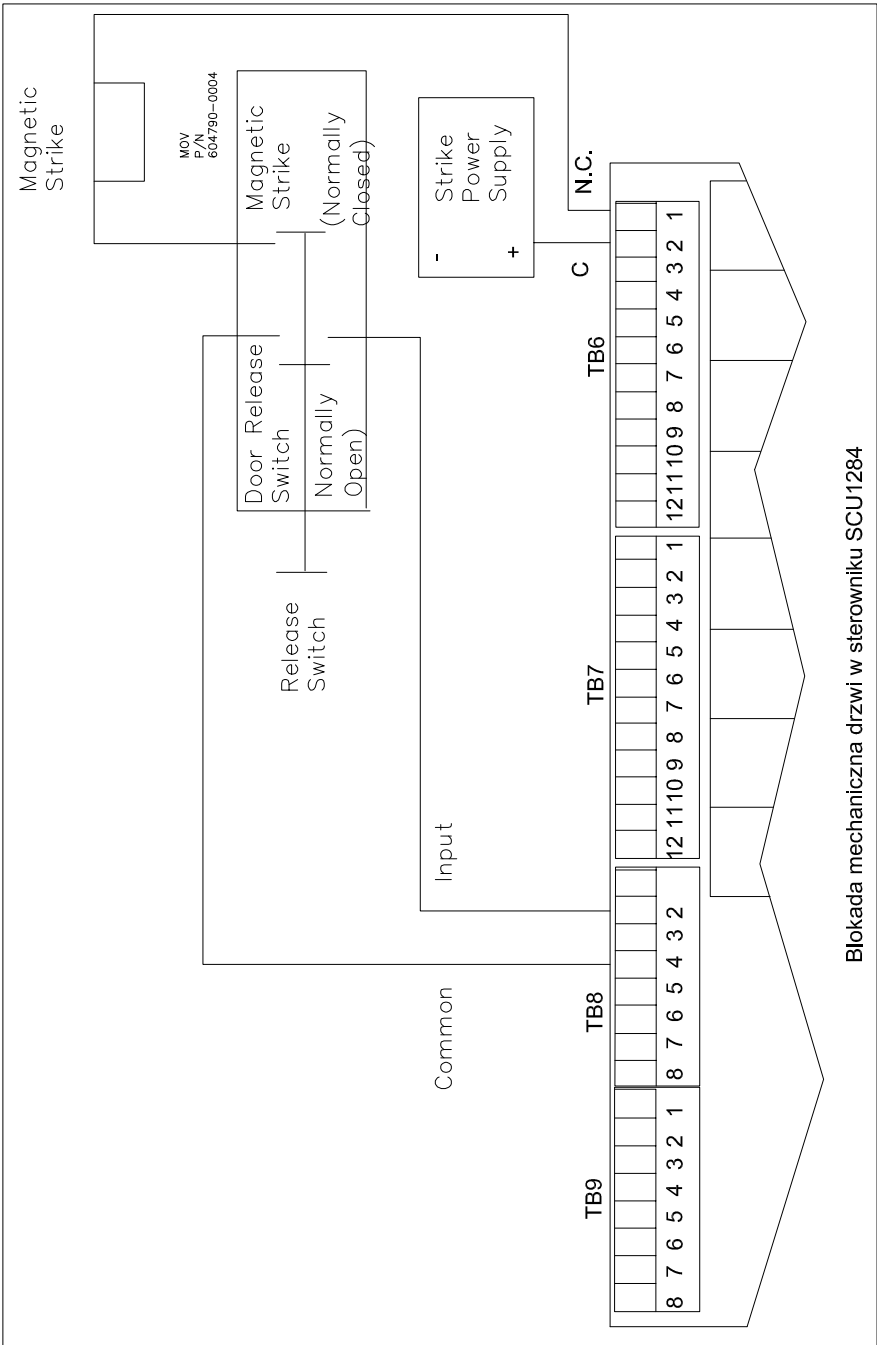 Magnetic
Strike
MOV
P/N
604790-0004
Magnetic
Strike
(Normally
Closed)
Door Release
Switch
Normally
Open)
Release
Switch
-
Strike
Power
Supply
+
N.C.
C
Input
Common
TB9
8 7 6 5 4 3 2 1
TB8
8 7 6 5 4 3 2
TB7
12 11 10 9 8 7 6 5 4 3 2 1
TB6
12 11 10 9 8 7 6 5 4 3 2 1
Blokada mechaniczna drzwi w sterowniku SCU1284